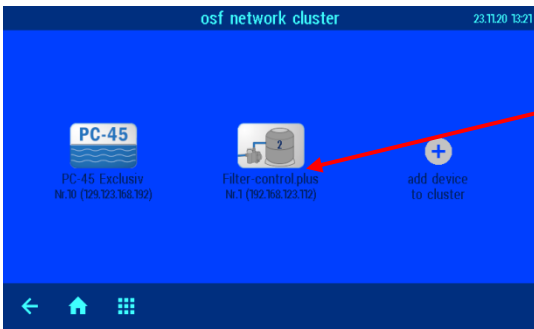 osf network cluster
23.11.20 13:21
PC-45
2
PC-45 Exclusiv
Nr.10 (129.123.168.192)
Filter-control.plus
Nr.1 (192.168.123.112)
add device
to cluster